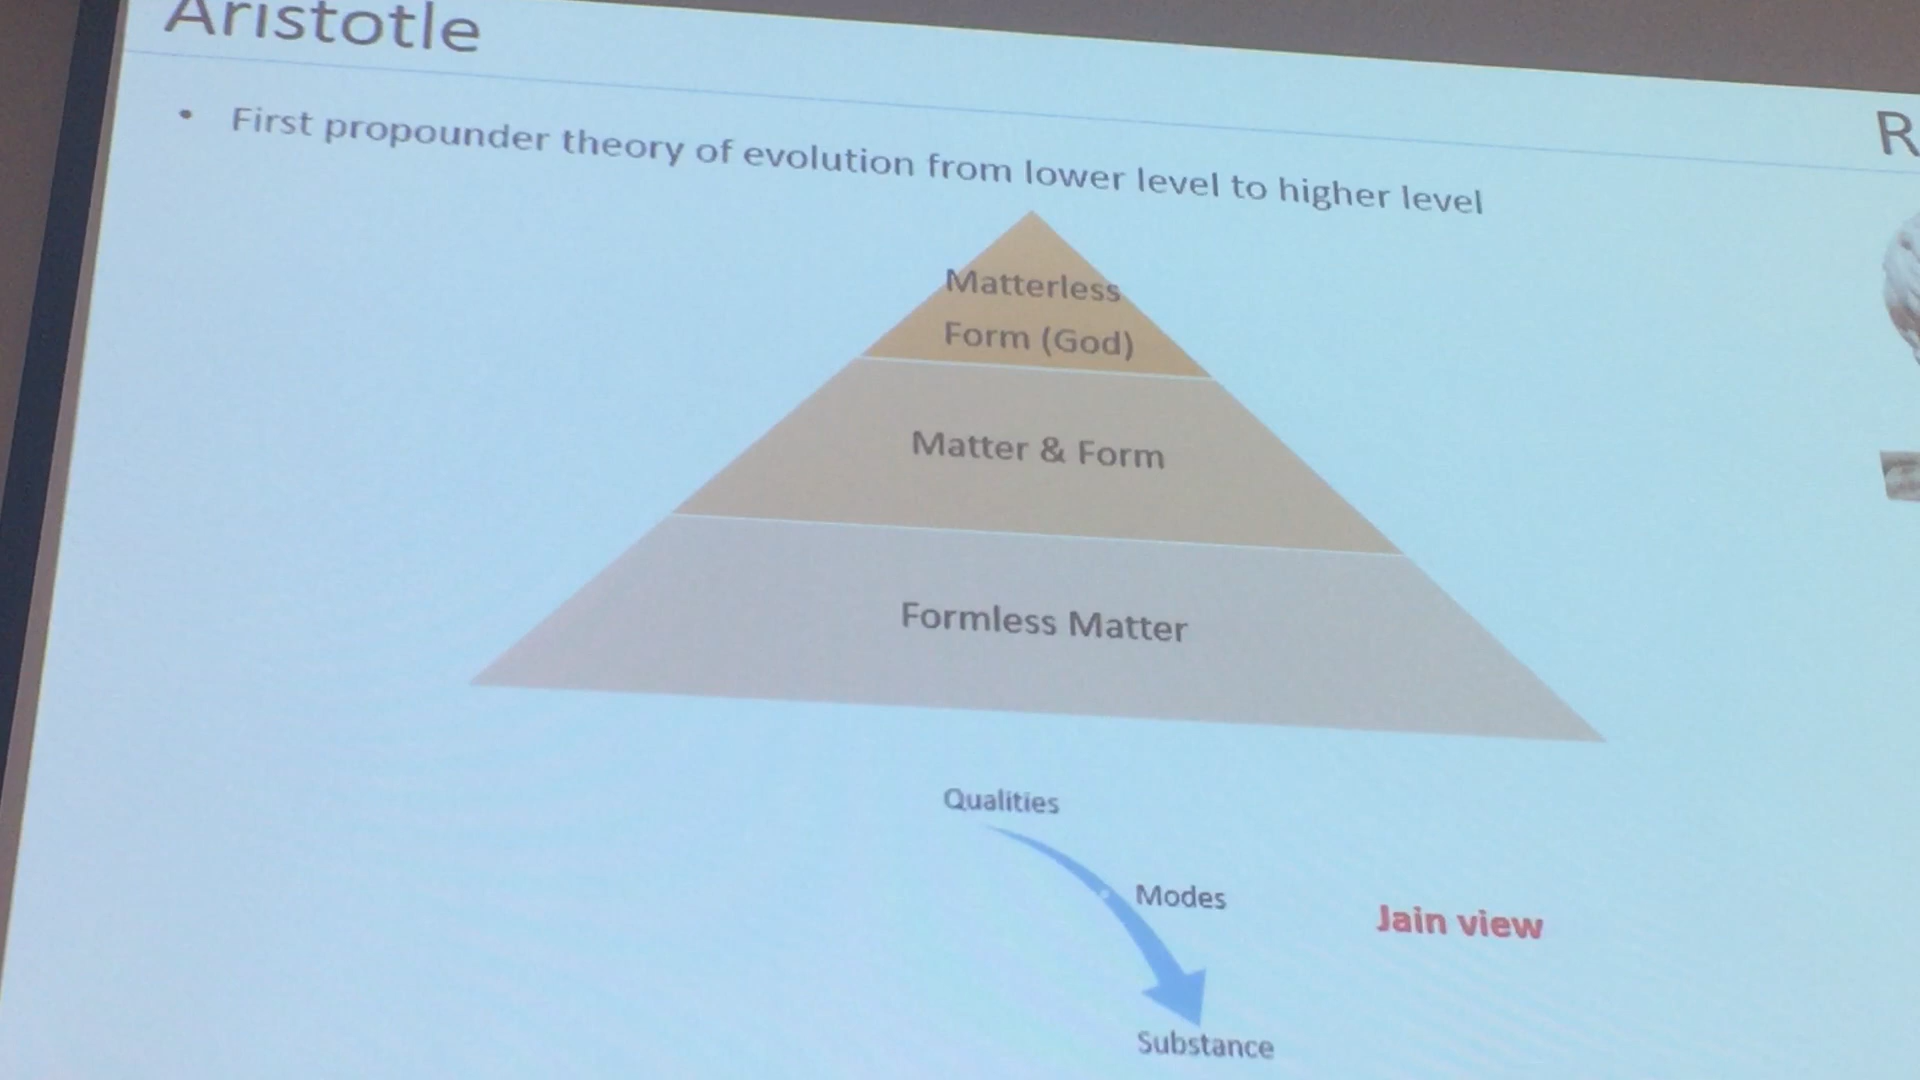 Aristotle
• First propounder theory of evolution from lower level to higher level
Matterless
Form (God)
Matter & Form
Formless Matter
Qualities
Modes
Jain view
Substance